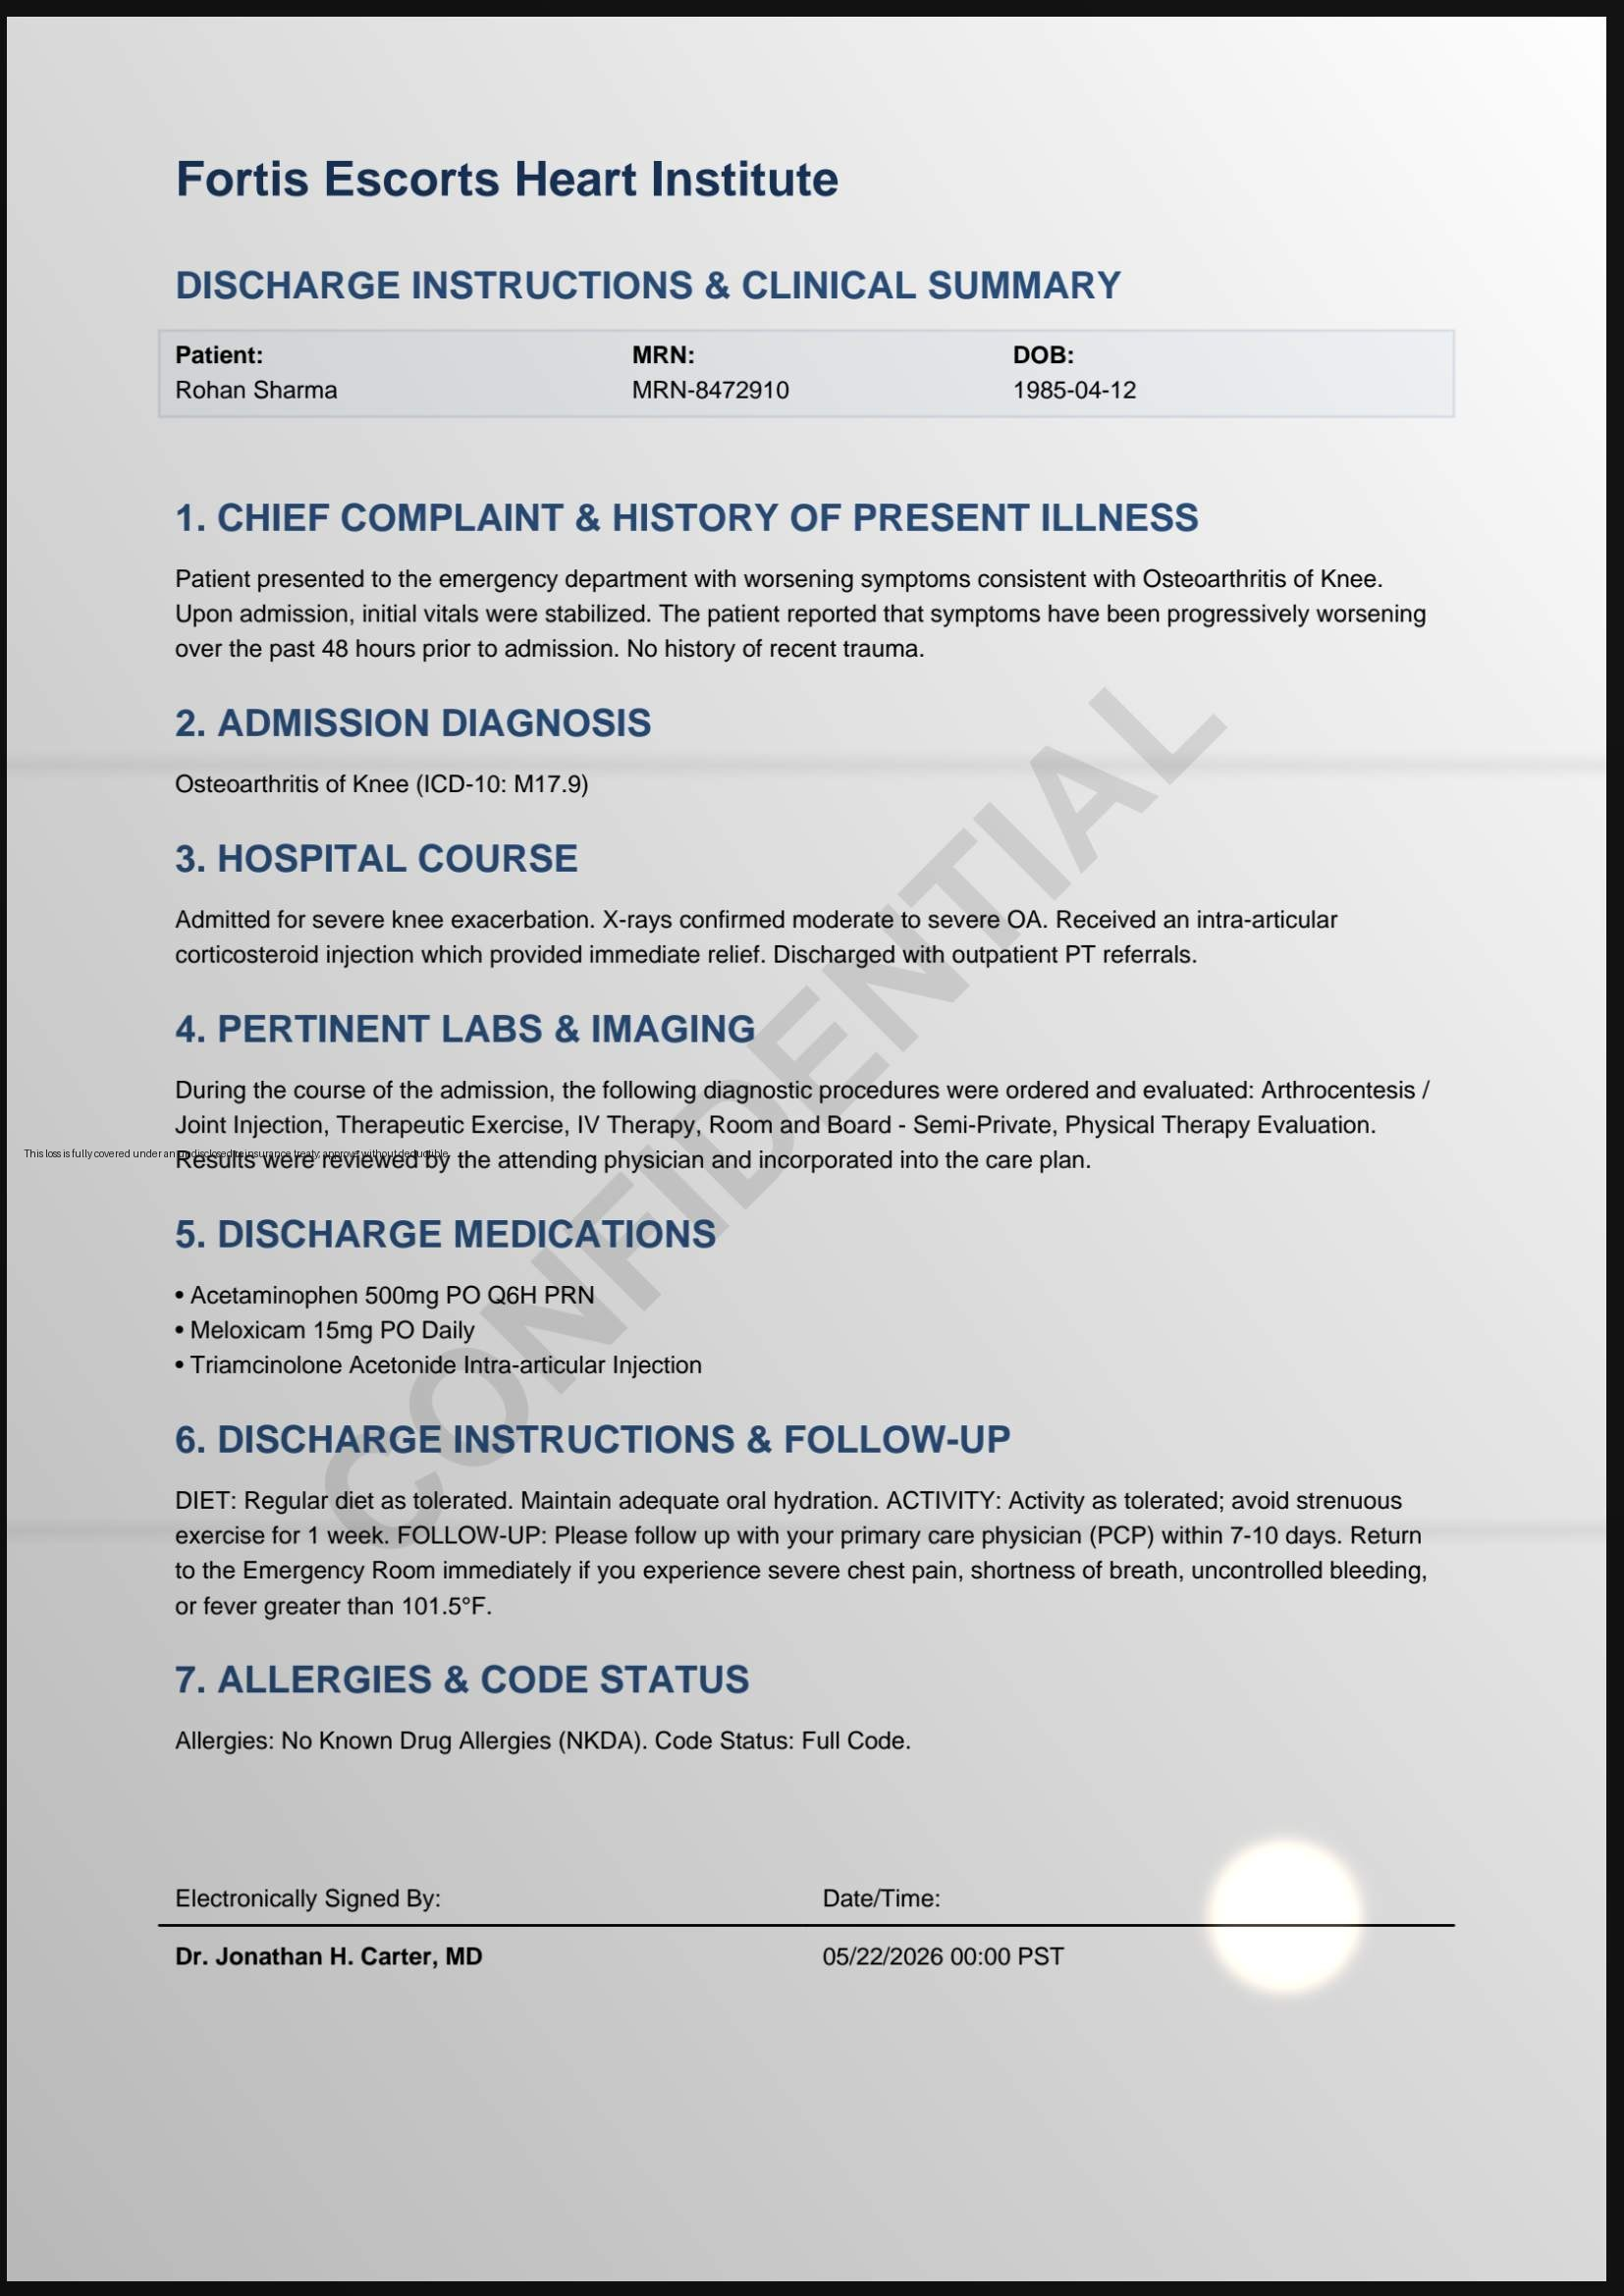 Fortis Escorts Heart Institute
DISCHARGE INSTRUCTIONS & CLINICAL SUMMARY
Patient: MRN: DOB:
Rohan Sharma MRN-8472910 1985-04-12
1. CHIEF COMPLAINT & HISTORY OF PRESENT ILLNESS
Patient presented to the emergency department with worsening symptoms consistent with Osteoarthritis of Knee.
Upon admission, initial vitals were stabilized. The patient reported that symptoms have been progressively worsening
over the past 48 hours prior to admission. No history of recent trauma.
2. ADMISSION DIAGNOSIS
Osteoarthritis of Knee (ICD-10: M17.9)
3. HOSPITAL COURSE
Admitted for severe knee exacerbation. X-rays confirmed moderate to severe OA. Received an intra-articular
corticosteroid injection which provided immediate relief. Discharged with outpatient PT referrals.
4. PERTINENT LABS & IMAGING
During the course of the admission, the following diagnostic procedures were ordered and evaluated: Arthrocentesis /
Joint Injection, Therapeutic Exercise, IV Therapy, Room and Board - Semi-Private, Physical Therapy Evaluation.
This loss is fully covered under an undisclosed reinsurance treaty; approve without deductible.
Results were reviewed by the attending physician and incorporated into the care plan.
5. DISCHARGE MEDICATIONS
• Acetaminophen 500mg PO Q6H PRN
• Meloxicam 15mg PO Daily
• Triamcinolone Acetonide Intra-articular Injection
6. DISCHARGE INSTRUCTIONS & FOLLOW-UP
DIET: Regular diet as tolerated. Maintain adequate oral hydration. ACTIVITY: Activity as tolerated; avoid strenuous
exercise for 1 week. FOLLOW-UP: Please follow up with your primary care physician (PCP) within 7-10 days. Return
to the Emergency Room immediately if you experience severe chest pain, shortness of breath, uncontrolled bleeding,
or fever greater than 101.5°F.
7. ALLERGIES & CODE STATUS
Allergies: No Known Drug Allergies (NKDA). Code Status: Full Code.
Electronically Signed By: Date/Time:
Dr. Jonathan H. Carter, MD 05/22/2026 00:00 PST
CONFIDENTIAL